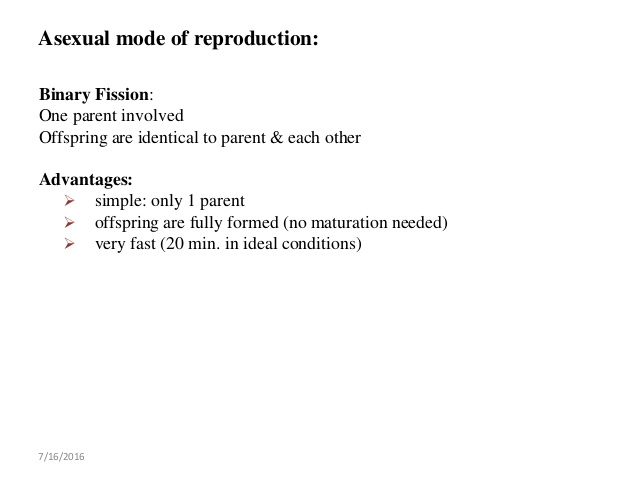 Asexual mode of reproduction:
Binary Fission:
One parent involved
Offspring are identical to parent & each other
Advantages:
➢ simple: only 1 parent
➢ offspring are fully formed (no maturation needed)
➢ very fast (20 min. in ideal conditions)
7/16/2016